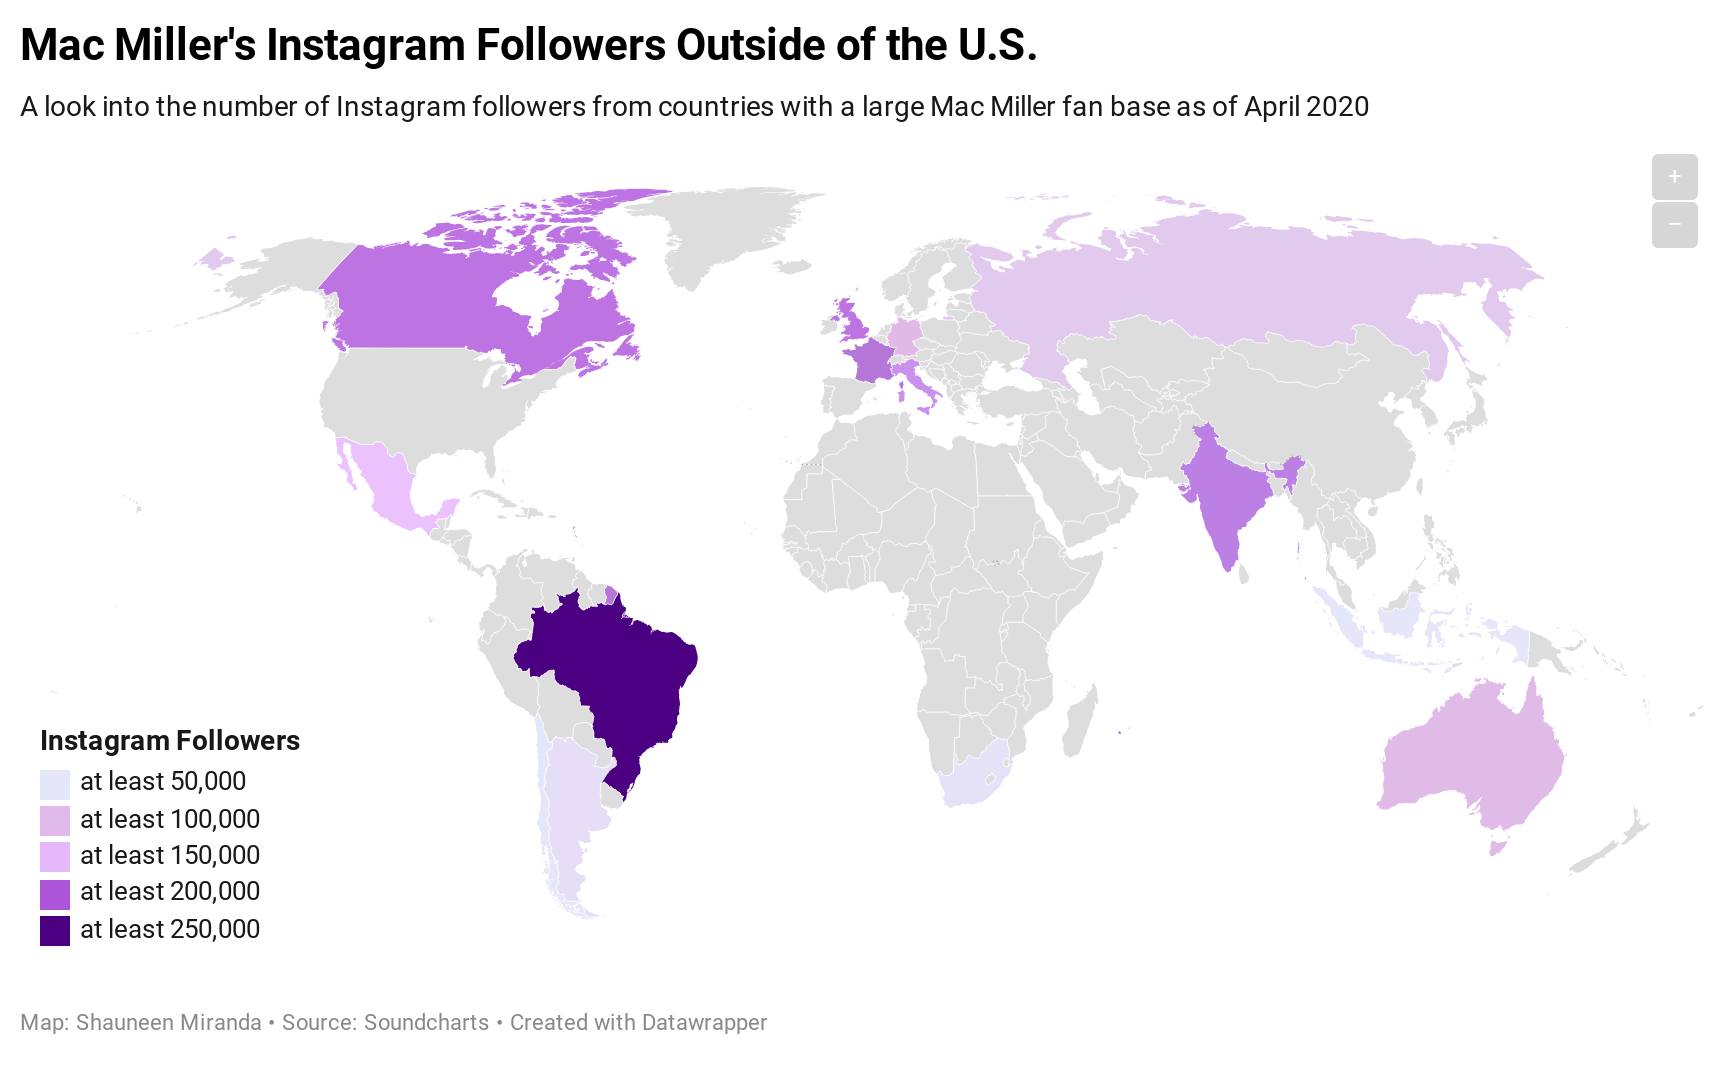 Mac Miller's Instagram Followers Outside of the U.S.
A look into the number of Instagram followers from countries with a large Mac Miller fan base as of April 2020
+
−
Instagram Followers
at least 50,000
at least 100,000
at least 150,000
at least 200,000
at least 250,000
Map: Shauneen Miranda • Source: Soundcharts • Created with Datawrapper